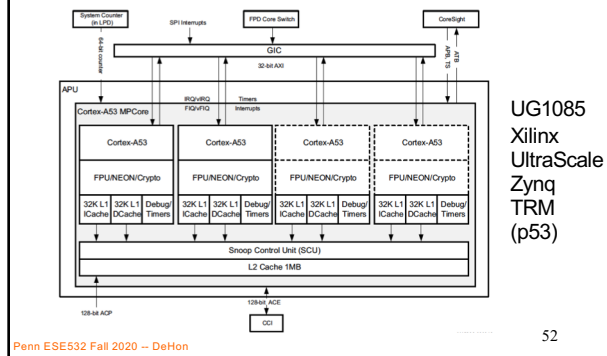 System Counter
(in LPD)
SPI Interrupts
FPD Core Switch
CoreSight
64-bit counter
GIC
32-bit AXI
APB, TS
ATB
APU
IRQ/vIRQ
Timers
Cortex-A53 MPCore
FIQ/vFIQ
Interrupts
Cortex-A53 Cortex-A53 Cortex-A53 Cortex-A53
FPU/NEON/Crypto FPU/NEON/Crypto FPU/NEON/Crypto FPU/NEON/Crypto
32K L1 32K L1 Debug/ 32K L1 32K L1 Debug/ 32K L1 32K L1 Debug/ 32K L1 32K L1 Debug/
ICache DCache Timers ICache DCache Timers ICache DCache Timers ICache DCache Timers
Snoop Control Unit (SCU)
L2 Cache 1MB
128-bit ACP
128-bit ACE
CCI
UG1085
Xilinx
UltraScale
Zynq
TRM
(p53)
Penn ESE532 Fall 2020 -- DeHon
52